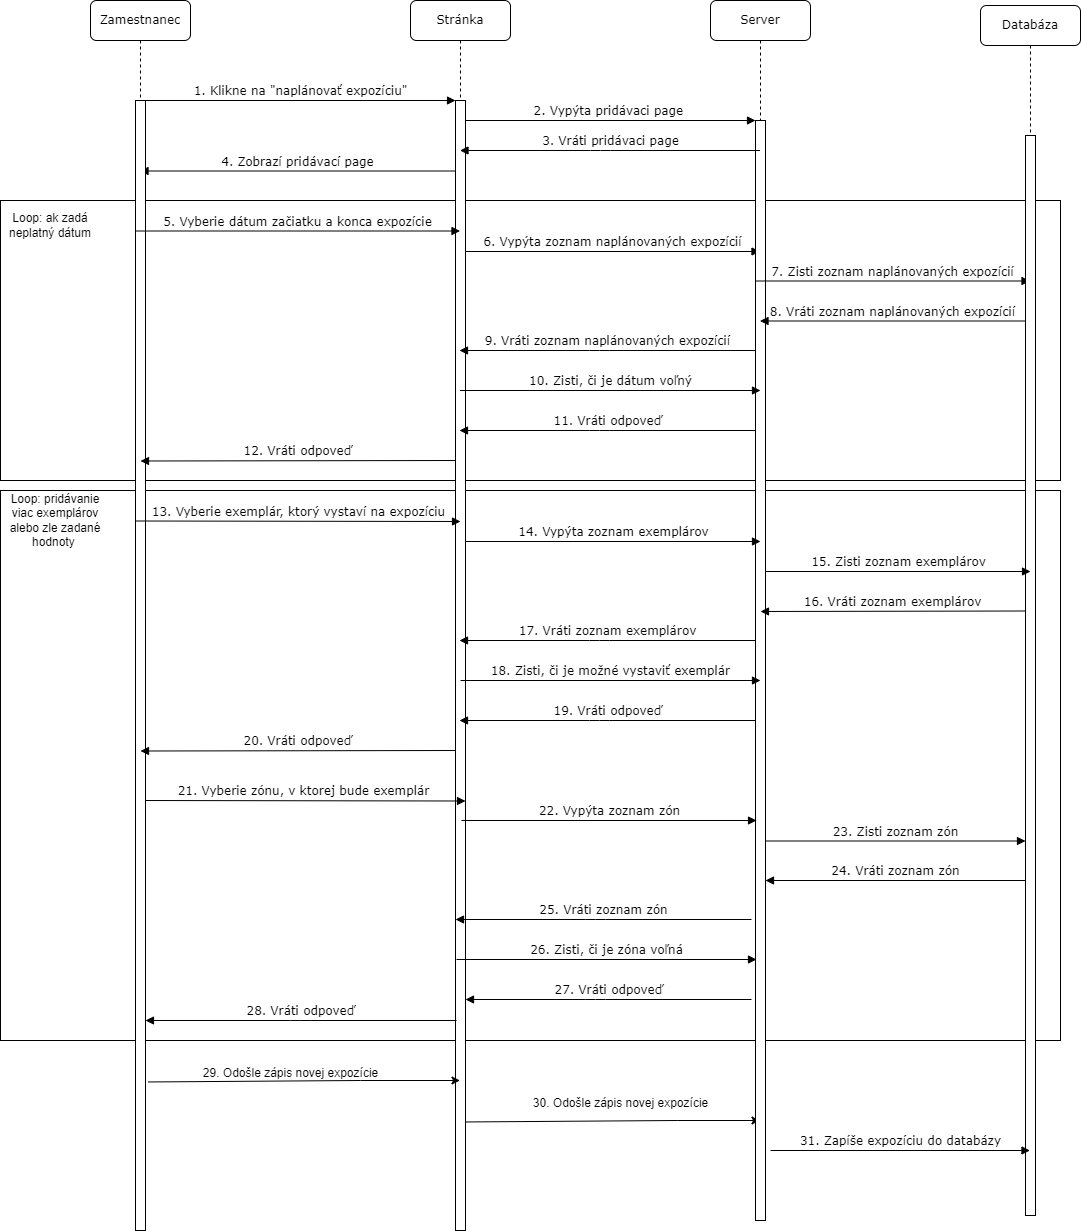 Zamestnanec
Stránka
Server
Databáza
1. Klikne na "naplánovať expozíciu"
2. Vypýta pridávaci page
3. Vráti pridávaci page
4. Zobrazí pridávací page
Loop: ak zadá
neplatný dátum
5. Vyberie dátum začiatku a konca expozície
6. Vypýta zoznam naplánovaných expozícií
7. Zisti zoznam naplánovaných expozícií
8. Vráti zoznam naplánovaných expozícií
9. Vráti zoznam naplánovaných expozícií
10. Zisti, či je dátum voľný
11. Vráti odpoveď
12. Vráti odpoveď
Loop: pridávanie
viac exemplárov
alebo zle zadané
hodnoty
13. Vyberie exemplár, ktorý vystaví na expozíciu
14. Vypýta zoznam exemplárov
15. Zisti zoznam exemplárov
16. Vráti zoznam exemplárov
17. Vráti zoznam exemplárov
18. Zisti, či je možné vystaviť exemplár
19. Vráti odpoveď
20. Vráti odpoveď
21. Vyberie zónu, v ktorej bude exemplár
22. Vypýta zoznam zón
23. Zisti zoznam zón
24. Vráti zoznam zón
25. Vráti zoznam zón
26. Zisti, či je zóna voľná
27. Vráti odpoveď
28. Vráti odpoveď
29. Odošle zápis novej expozície
30. Odošle zápis novej expozície
31. Zapíše expozíciu do databázy